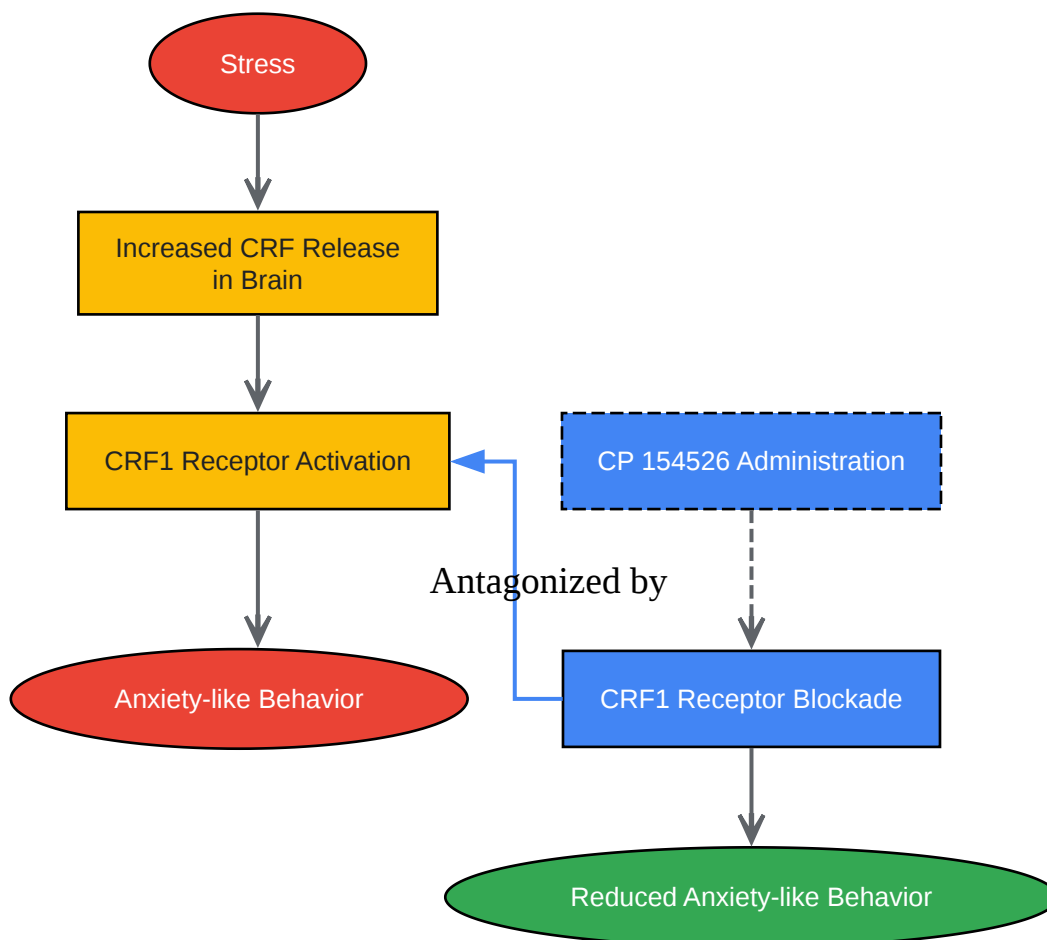 Stress
Increased CRF Release
in Brain
CRF1 Receptor Activation
CP 154526 Administration
Antagonized by
Anxiety-like Behavior
CRF1 Receptor Blockade
Reduced Anxiety-like Behavior